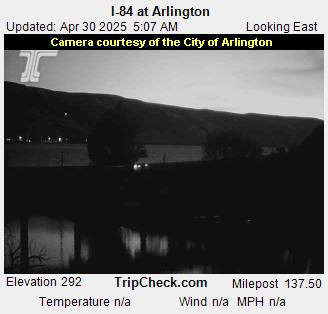 I-84 at Arlington
Updated: Apr 30 2025 5:07 AM Looking East
Camera courtesy of the City of Arlington
Elevation 292 TripCheck.com Milepost 137.50
Temperature n/a Wind n/a MPH n/a